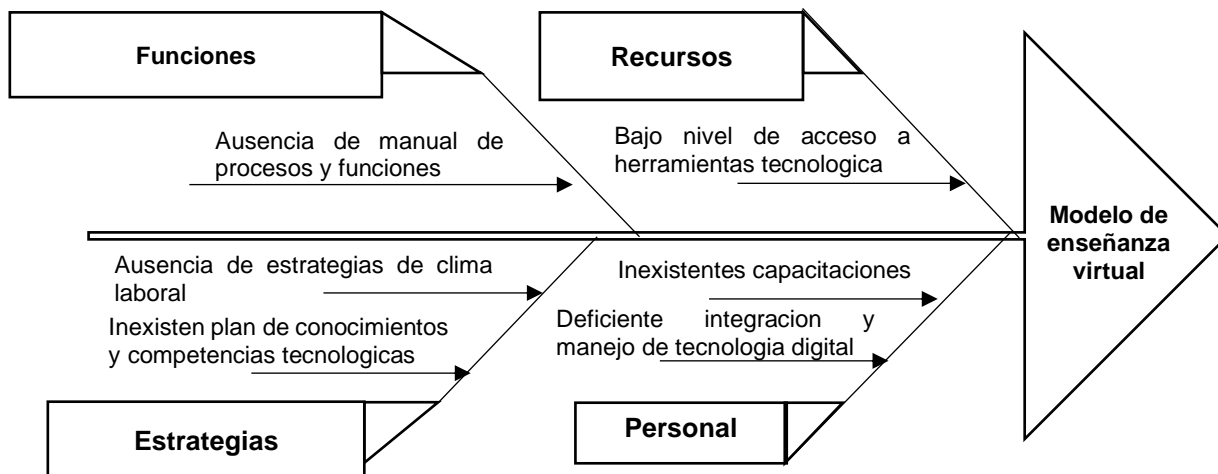 Funciones
Recursos
Ausencia de manual de
procesos y funciones
Bajo nivel de acceso a
herramientas tecnologica
Modelo de
enseñanza
virtual
Ausencia de estrategias de clima
laboral
Inexisten plan de conocimientos
y competencias tecnologicas
Inexistentes capacitaciones
Deficiente integracion y
manejo de tecnologia digital
Estrategias
Personal